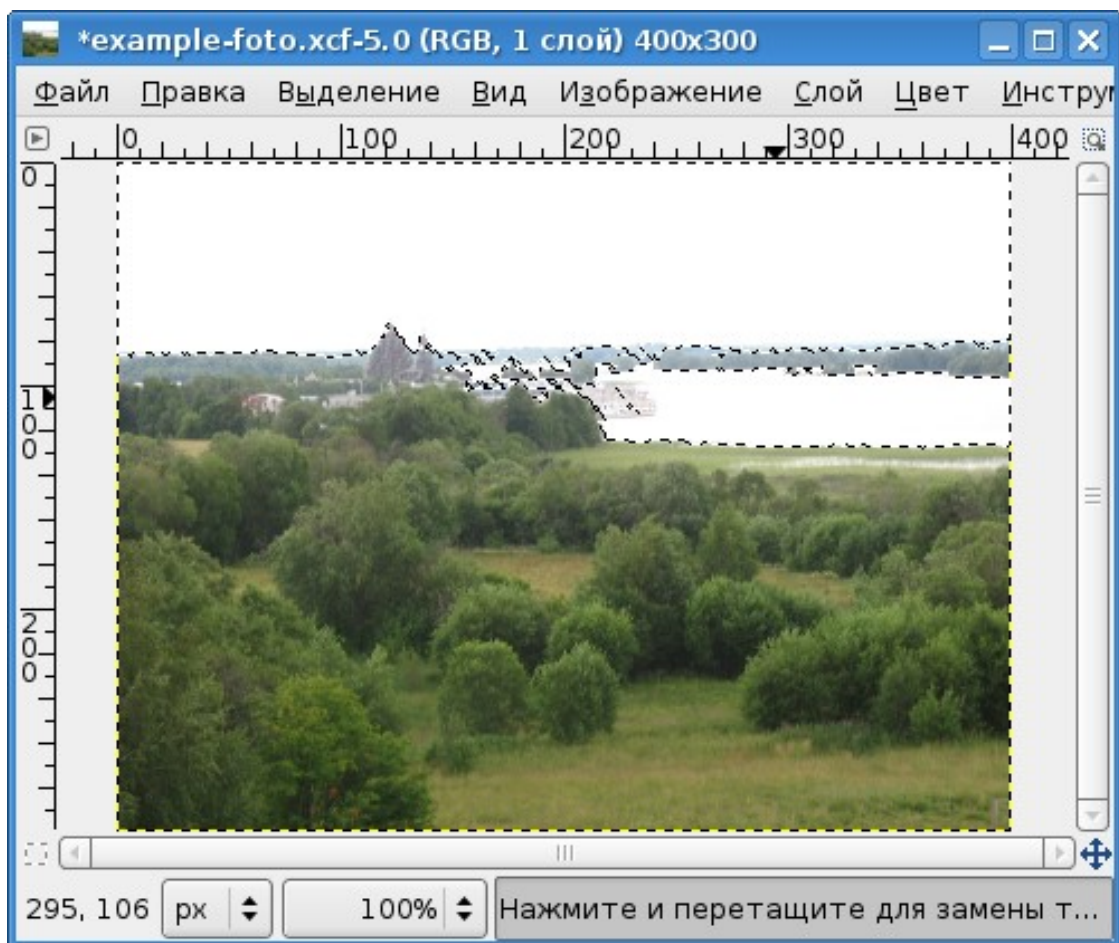 *example-foto.xcf-5.0 (RGB, 1 слой) 400x300
Файл Правка Выделение Вид Изображение Слой Цвет Инстру
0 100 200 300 400
0
100
200
295, 106 px 100% Нажмите и перетащите для замены т...